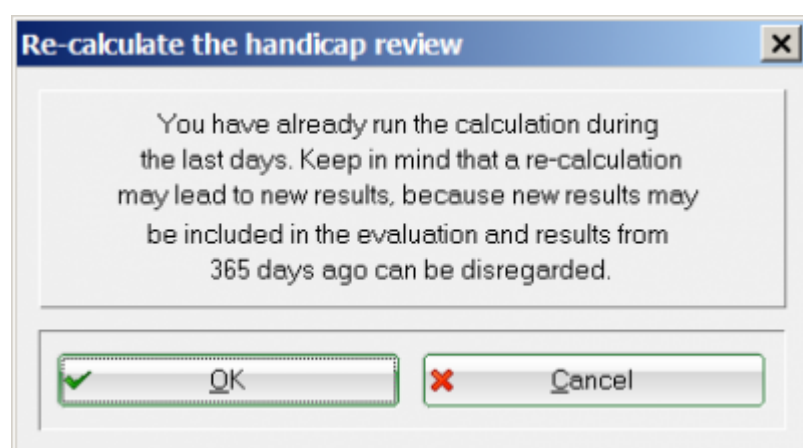 Re-calculate the handicap review
You have already run the calculation during
the last days. Keep in mind that a re-calculation
may lead to new results, because new results may
be included in the evaluation and results from
365 days ago can be disregarded.
OK
Cancel